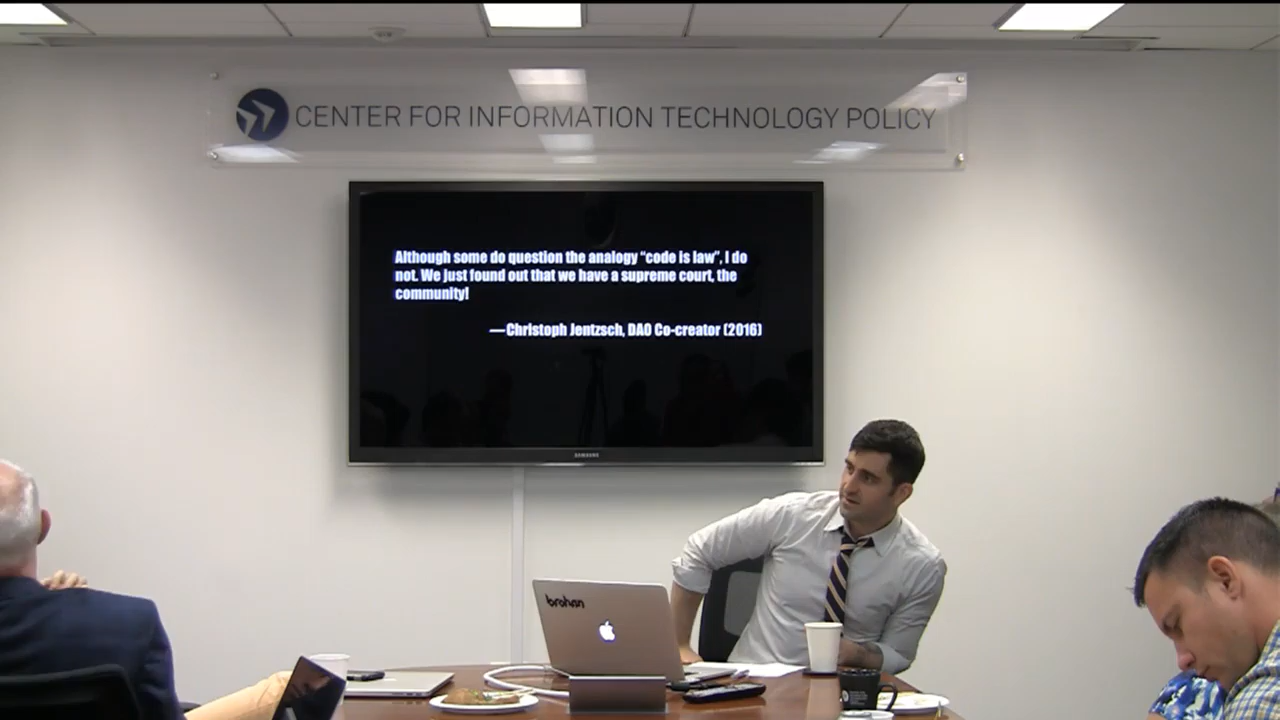 CENTER FOR INFORMATION TECHNOLOGY POLICY
Although some do question the analogy “code is law”, I do
not. We just found out that we have a supreme court, the
community!
—Christoph Jentzsch, DAO Co-creator (2016)
SAMSUNG
brohan